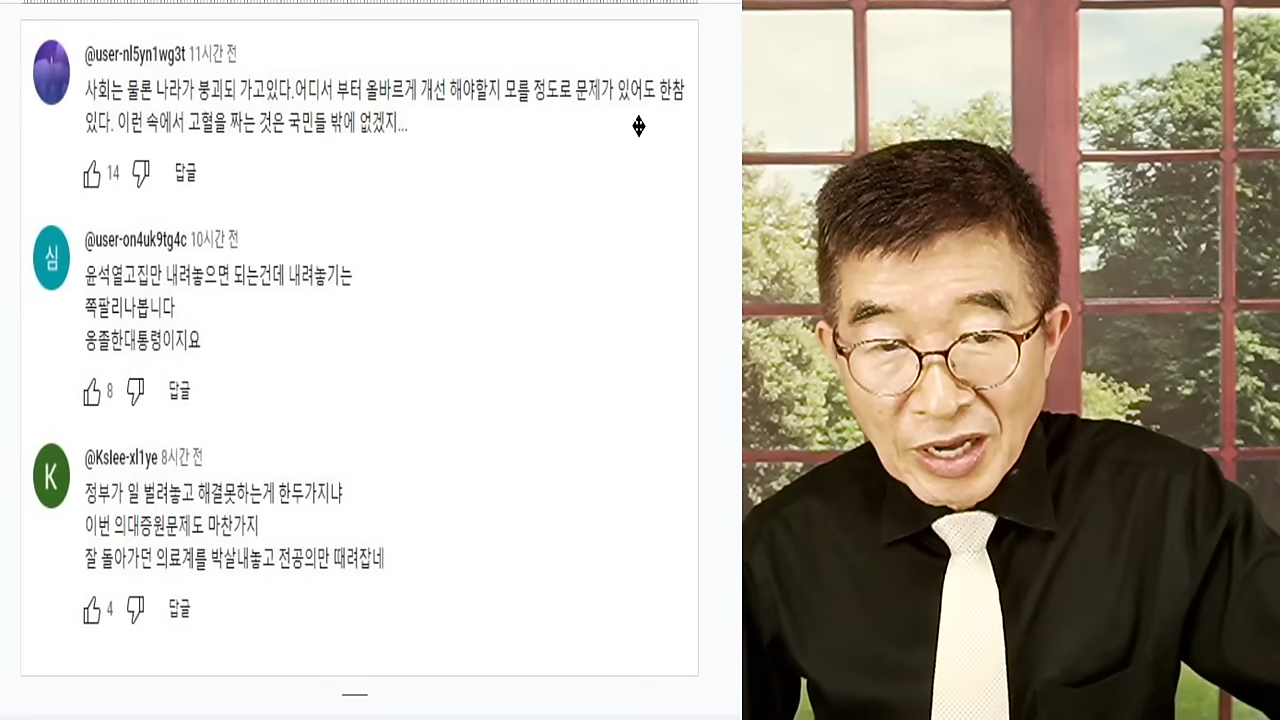 @user-nl5yn1wg3t 11시간 전
사회는 물론 나라가 붕괴되 가고있다.어디서 부터 올바르게 개선 해야할지 모를 정도로 문제가 있어도 한참
있다. 이런 속에서 고혈을 짜는 것은 국민들 밖에 없겠지...
14 답글
심
@user-on4uk9tg4c 10시간 전
윤석열고집만 내려놓으면 되는건데 내려놓기는
쪽팔리나봅니다
옹졸한대통령이지요
8 답글
K
@Kslee-xl1ye 8시간 전
정부가 일 벌려놓고 해결못하는게 한두가지냐
이번 의대증원문제도 마찬가지
잘 돌아가던 의료계를 박살내놓고 전공의만 때려잡네
4 답글